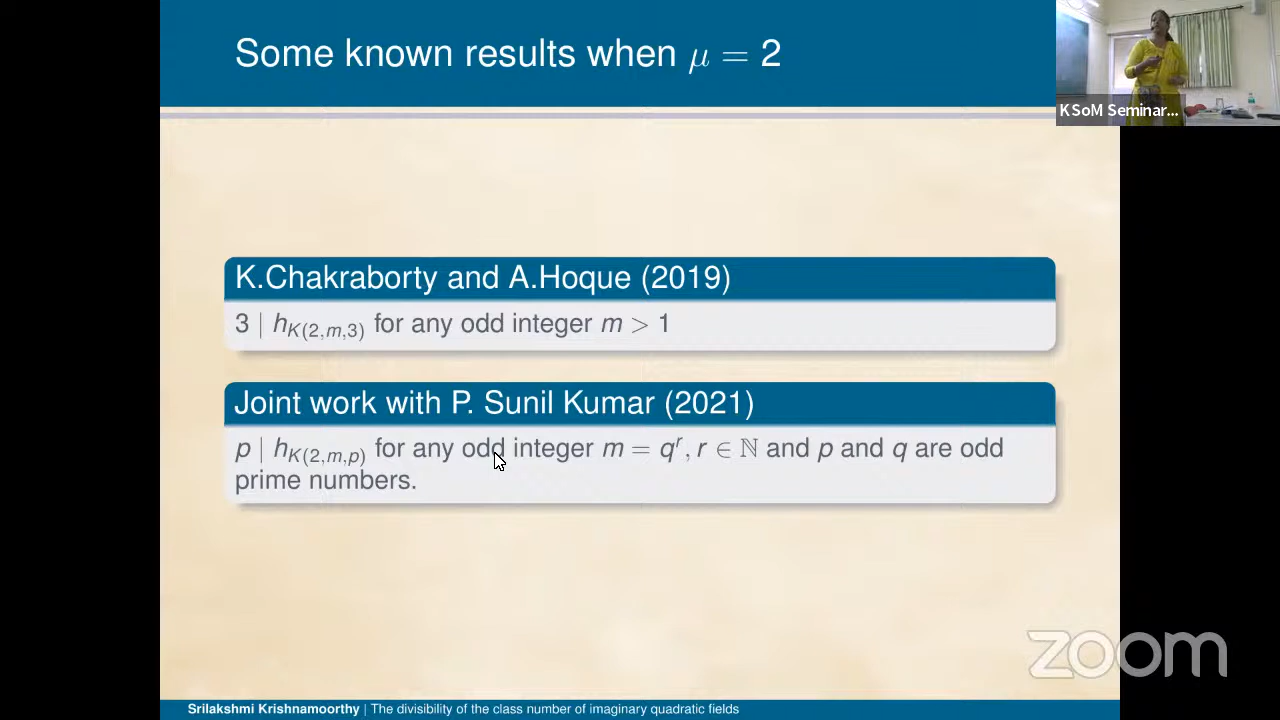 Some known results when μ = 2
KSoM Seminar...
K.Chakraborty and A.Hoque (2019)
3 | h_{K(2,m,3)} for any odd integer m > 1
Joint work with P. Sunil Kumar (2021)
p | h_{K(2,m,p)} for any odd integer m = q^r, r ∈ ℕ and p and q are odd
prime numbers.
zoom
Srilakshmi Krishnamoorthy | The divisibility of the class number of imaginary quadratic fields